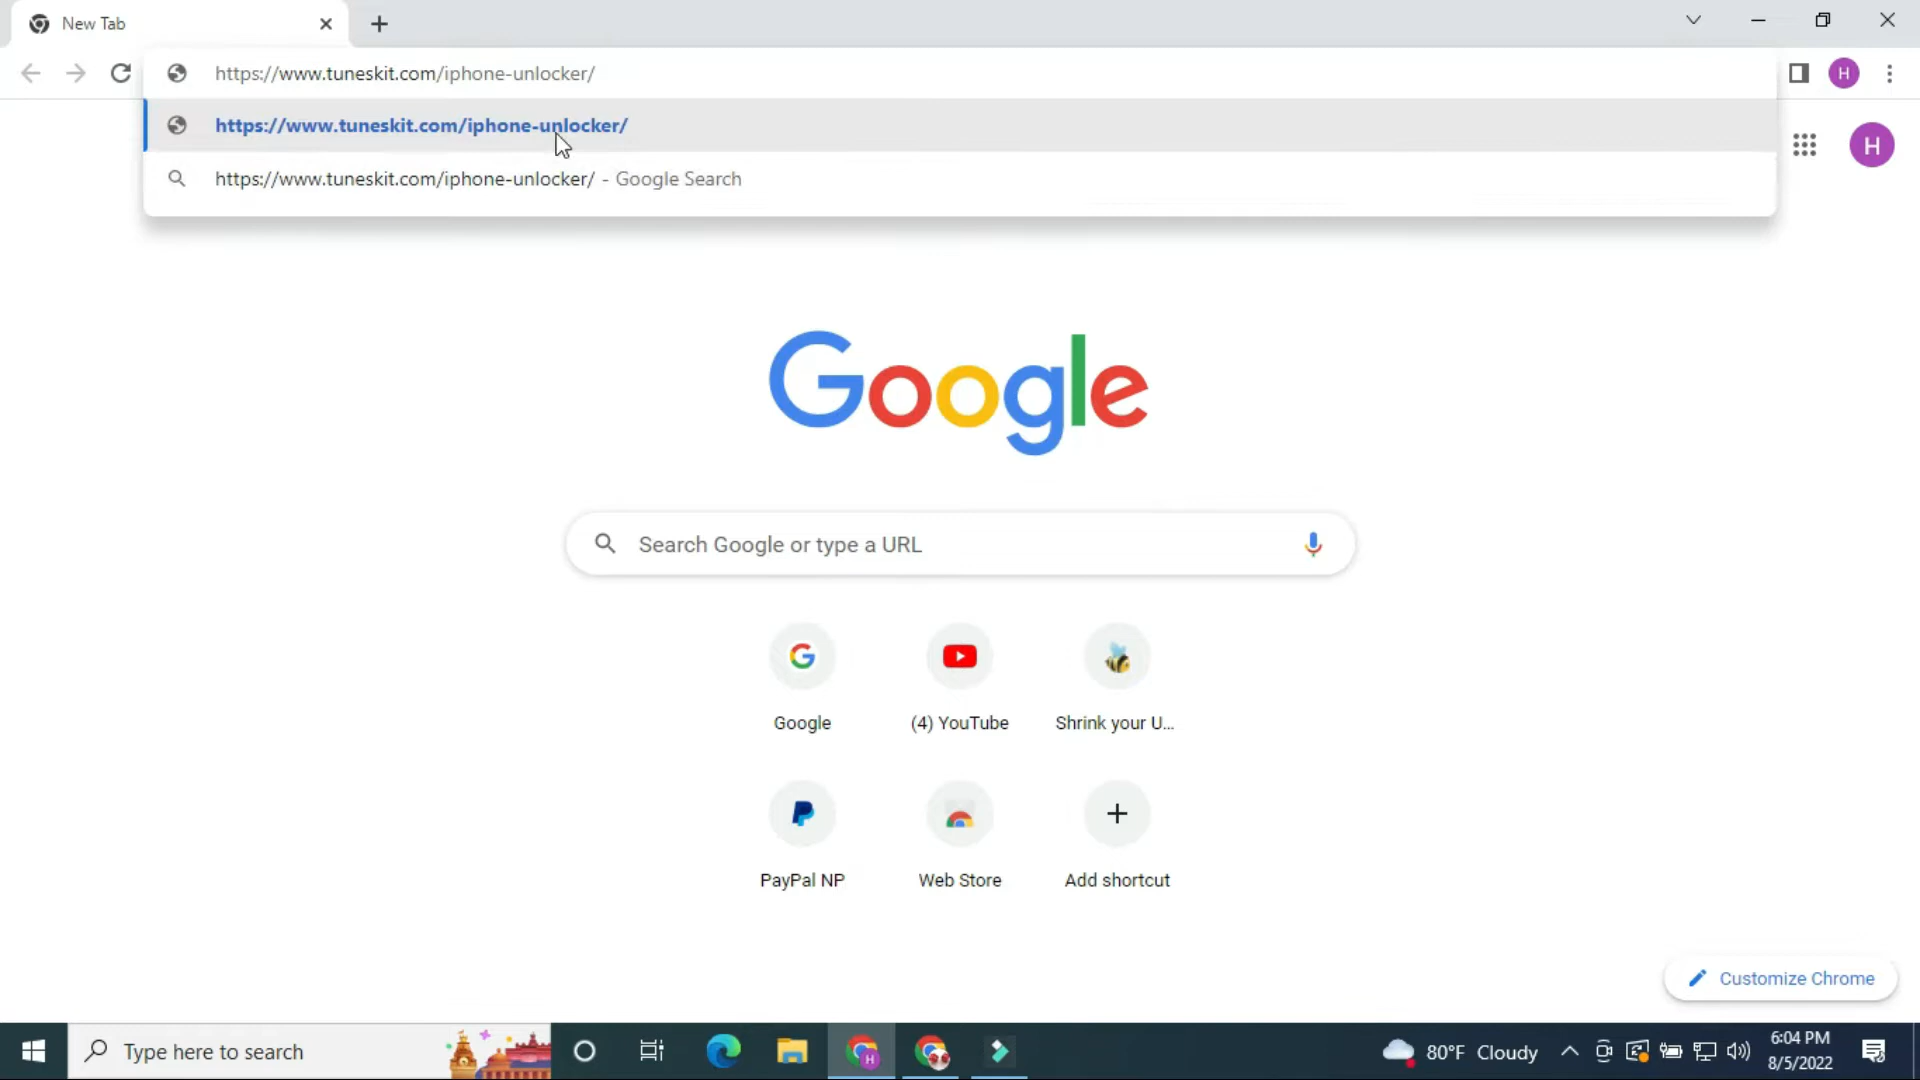 New Tab
https://www.tuneskit.com/iphone-unlocker/
H
https://www.tuneskit.com/iphone-unlocker/
https://www.tuneskit.com/iphone-unlocker/ - Google Search
H
Google
Search Google or type a URL
Google
(4) YouTube
Shrink your U...
PayPal NP
Web Store
Add shortcut
Customize Chrome
Type here to search
H
80°F Cloudy
6:04 PM
8/5/2022